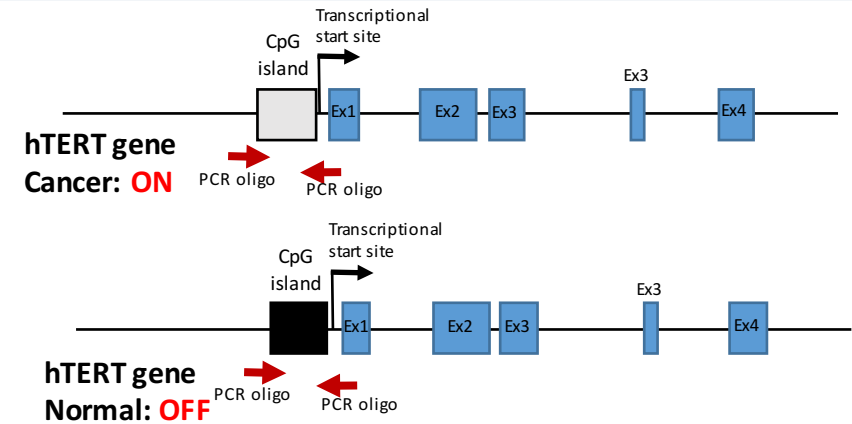 Transcriptional
start site
CpG
island
Ex3
Ex1
Ex2
Ex3
Ex4
hTERT gene
Cancer: ON
PCR oligo
PCR oligo
Transcriptional
start site
CpG
island
Ex3
Ex1
Ex2
Ex3
Ex4
hTERT gene
Normal: OFF
PCR oligo
PCR oligo